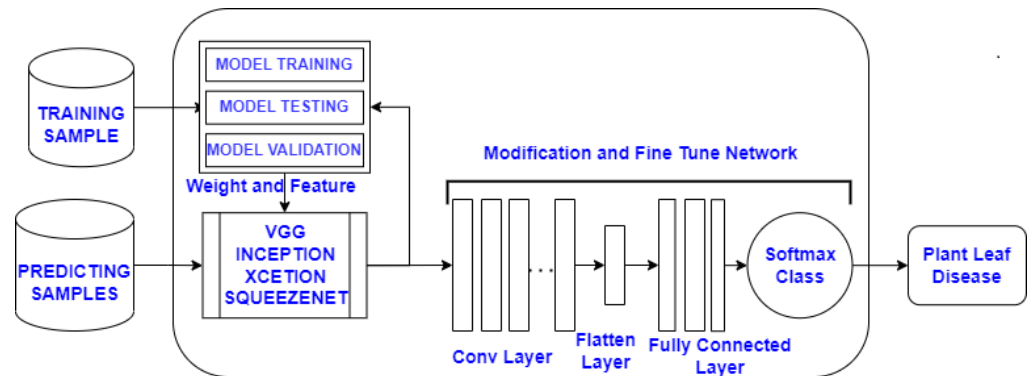 TRAINING
SAMPLE
MODEL TRAINING
MODEL TESTING
MODEL VALIDATION
Weight and Feature
PREDICTING
SAMPLES
VGG
INCEPTION
XCETION
SQUEEZENET
Modification and Fine Tune Network
Conv Layer
...
Flatten
Layer
Fully Connected
Layer
Softmax
Class
Plant Leaf
Disease